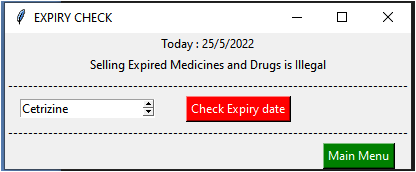 EXPIRY CHECK
Today : 25/5/2022
Selling Expired Medicines and Drugs is Illegal
Cetrizine
Check Expiry date
Main Menu